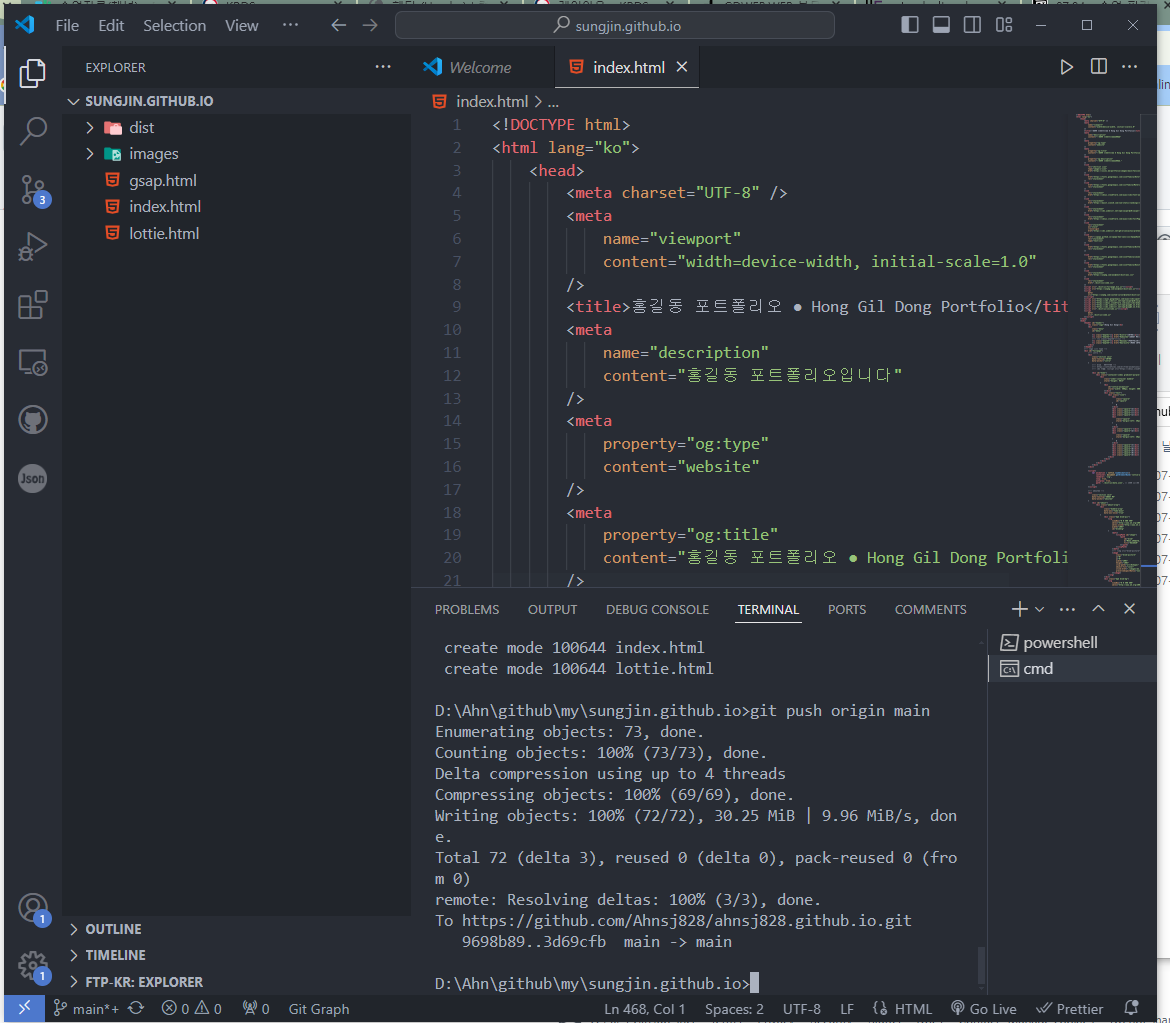 File Edit Selection View ··· sungjin.github.io
EXPLORER ···
SUNGJIN.GITHUB.IO
dist
images
gsap.html
index.html
lottie.html
3
Json
1
1
OUTLINE
TIMELINE
FTP-KR: EXPLORER
Welcome index.html
index.html > ...
1 <!DOCTYPE html>
2 <html lang="ko">
3 <head>
4 <meta charset="UTF-8" />
5 <meta
6 name="viewport"
7 content="width=device-width, initial-scale=1.0"
8 />
9 <title>홍길동 포트폴리오 ● Hong Gil Dong Portfolio</tit
10 <meta
11 name="description"
12 content="홍길동 포트폴리오입니다"
13 />
14 <meta
15 property="og:type"
16 content="website"
17 />
18 <meta
19 property="og:title"
20 content="홍길동 포트폴리오 ● Hong Gil Dong Portfoli
21 />
PROBLEMS OUTPUT DEBUG CONSOLE TERMINAL PORTS COMMENTS
powershell
cmd
create mode 100644 index.html
create mode 100644 lottie.html
D:\Ahn\github\my\sungjin.github.io>git push origin main
Enumerating objects: 73, done.
Counting objects: 100% (73/73), done.
Delta compression using up to 4 threads
Compressing objects: 100% (69/69), done.
Writing objects: 100% (72/72), 30.25 MiB | 9.96 MiB/s, don
e.
Total 72 (delta 3), reused 0 (delta 0), pack-reused 0 (fro
m 0)
remote: Resolving deltas: 100% (3/3), done.
To https://github.com/Ahnsj828/ahnsj828.github.io.git
9698b89..3d69cfb main -> main
D:\Ahn\github\my\sungjin.github.io>
main*+ 0 0 0 Git Graph Ln 468, Col 1 Spaces: 2 UTF-8 LF HTML Go Live Prettier